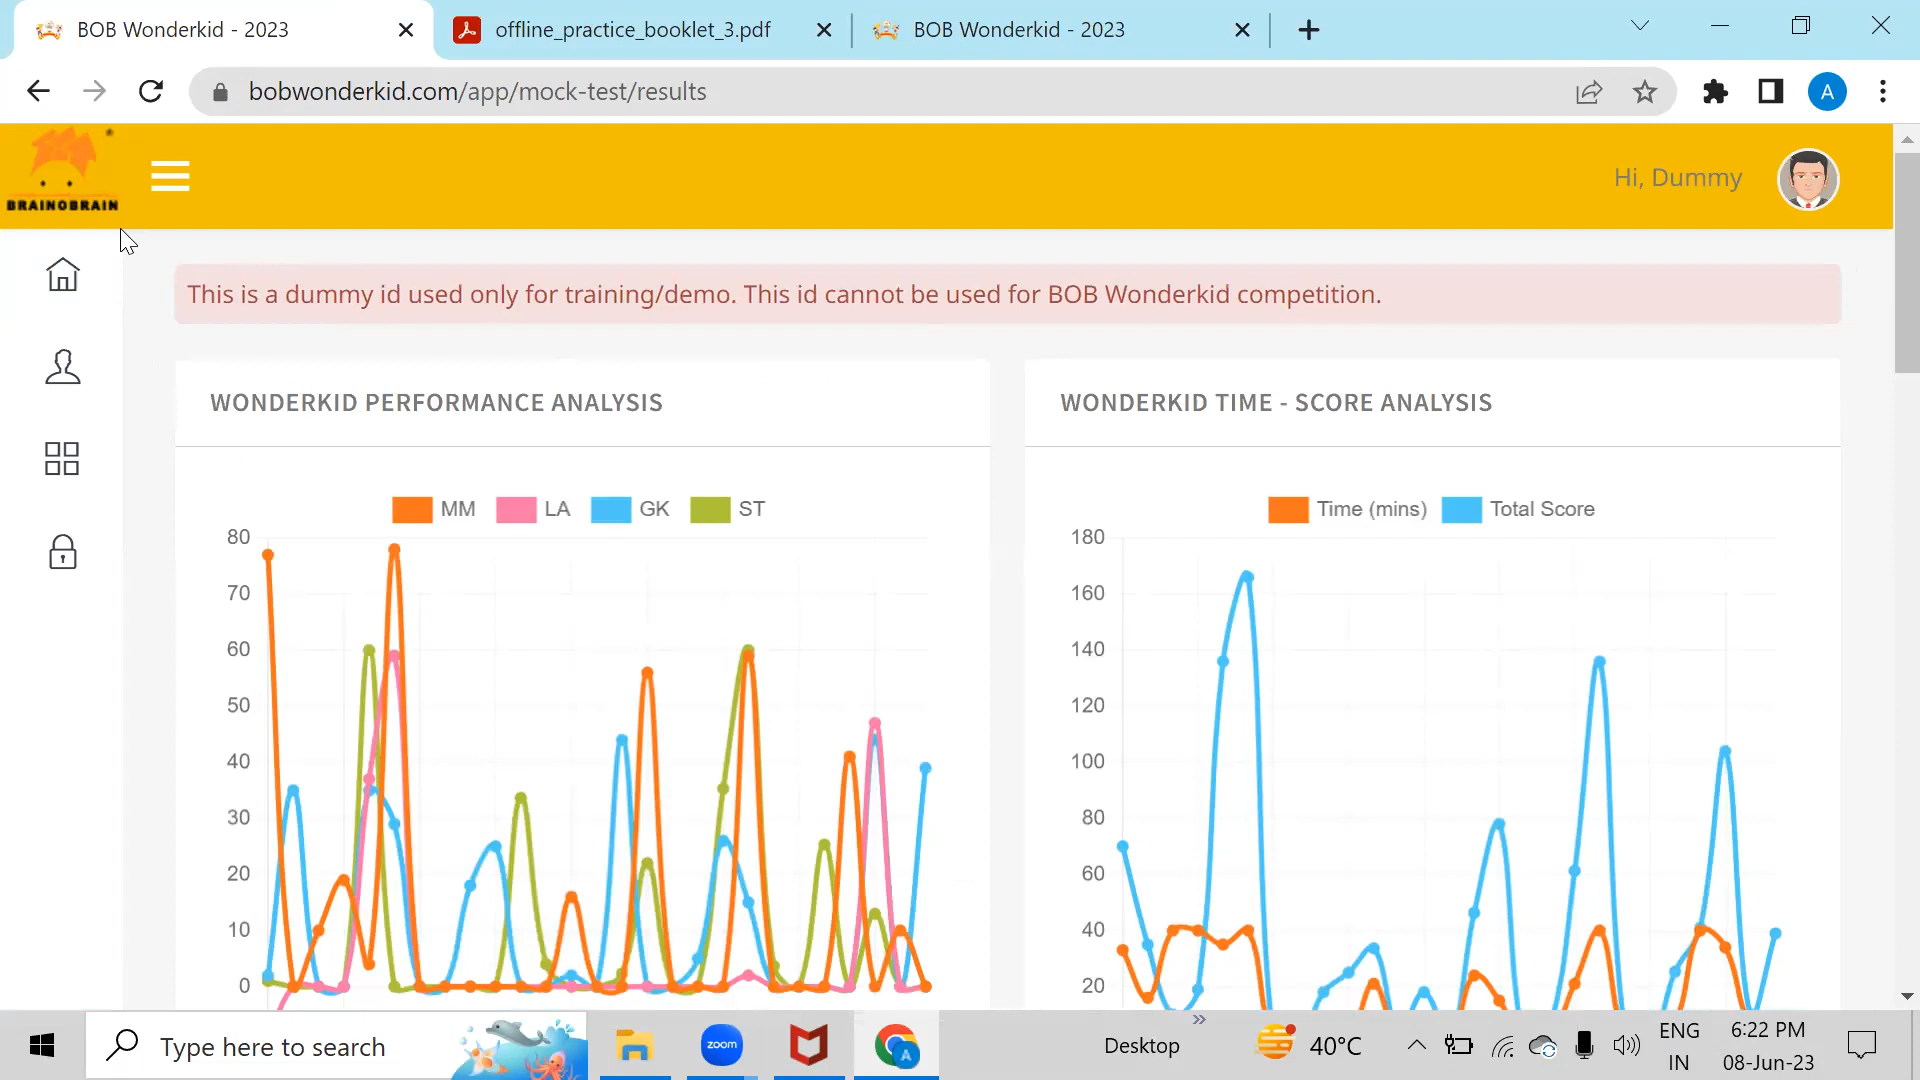 BOB Wonderkid - 2023
offline_practice_booklet_3.pdf
BOB Wonderkid - 2023
bobwonderkid.com/app/mock-test/results
A
BRAINOBRAIN
Hi, Dummy
This is a dummy id used only for training/demo. This id cannot be used for BOB Wonderkid competition.
WONDERKID PERFORMANCE ANALYSIS
MM LA GK ST
80
70
60
50
40
30
20
10
0
WONDERKID TIME - SCORE ANALYSIS
Time (mins) Total Score
180
160
140
120
100
80
60
40
20
Type here to search
zoom
A
Desktop
40°C
ENG
IN
6:22 PM
08-Jun-23